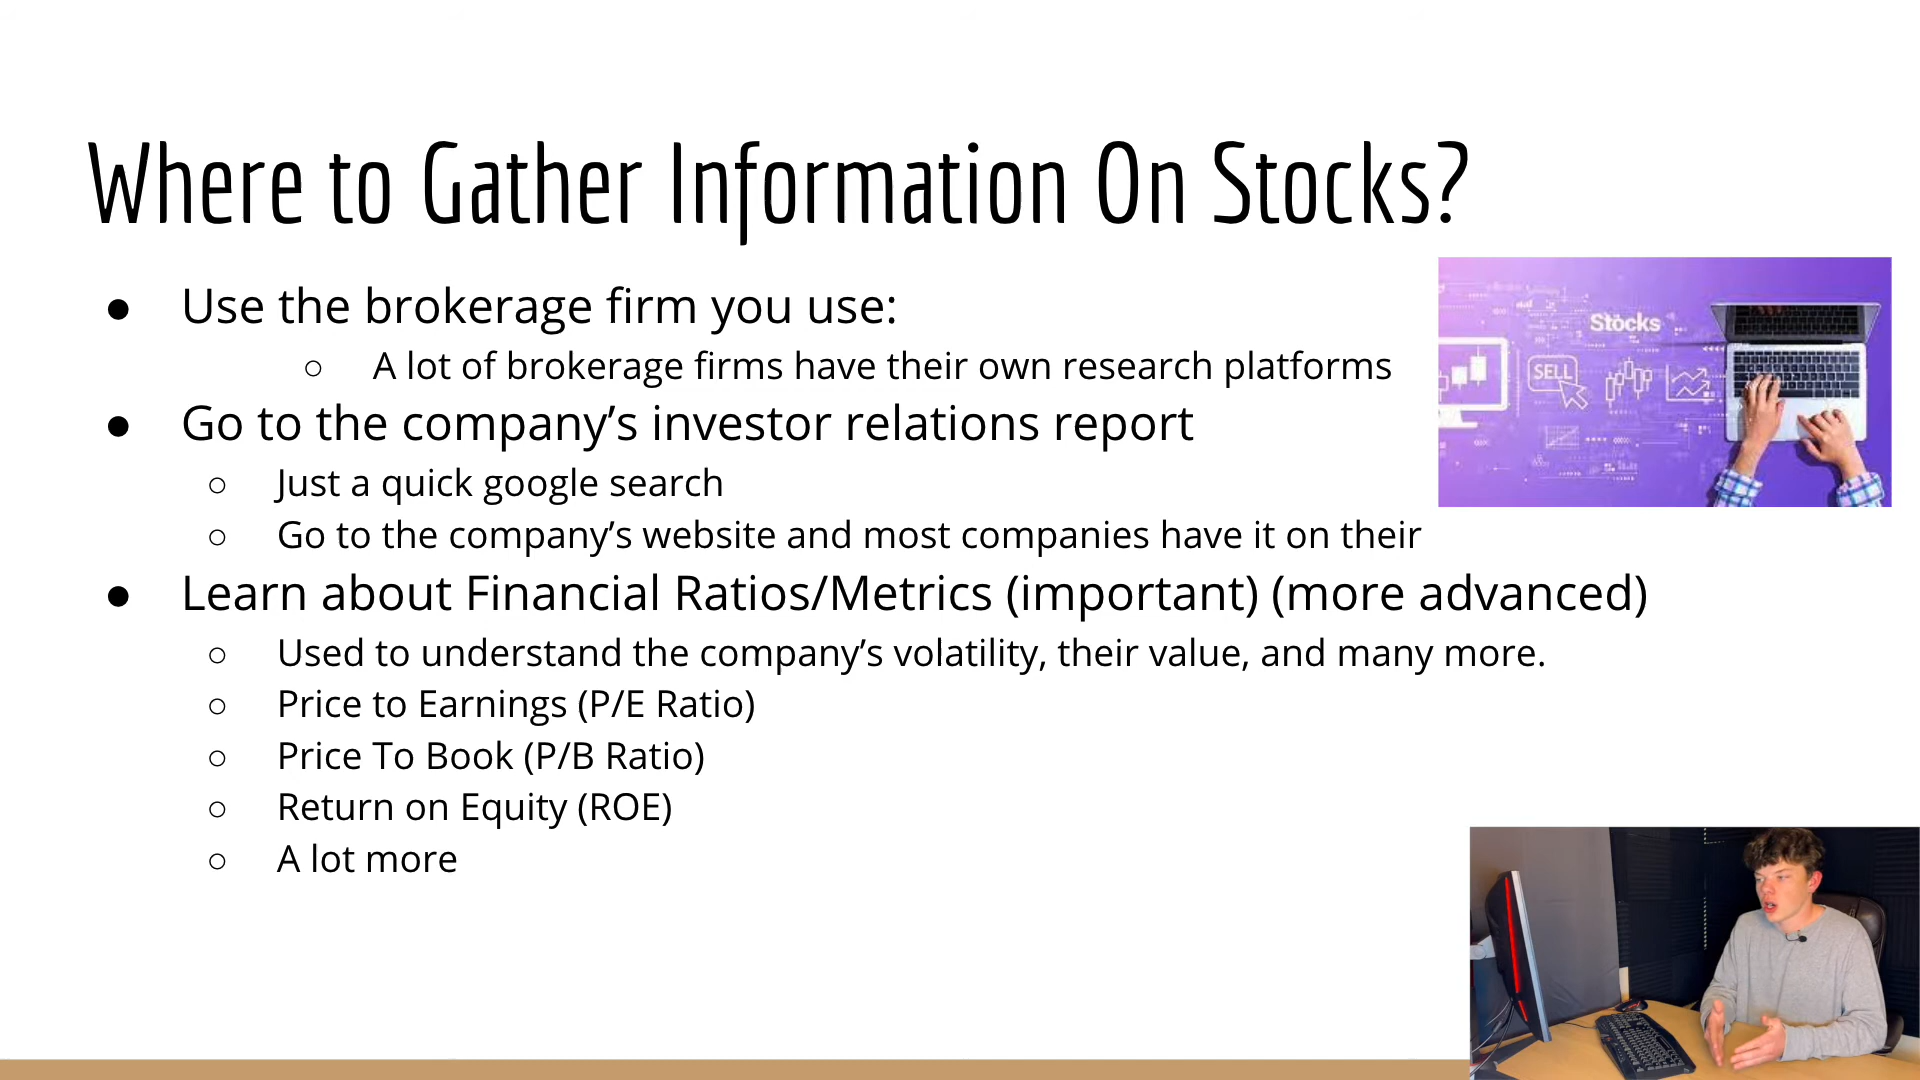 Where to Gather Information On Stocks?
● Use the brokerage firm you use:
○ A lot of brokerage firms have their own research platforms
● Go to the company’s investor relations report
○ Just a quick google search
○ Go to the company’s website and most companies have it on their
● Learn about Financial Ratios/Metrics (important) (more advanced)
○ Used to understand the company’s volatility, their value, and many more.
○ Price to Earnings (P/E Ratio)
○ Price To Book (P/B Ratio)
○ Return on Equity (ROE)
○ A lot more
Stocks
SELL